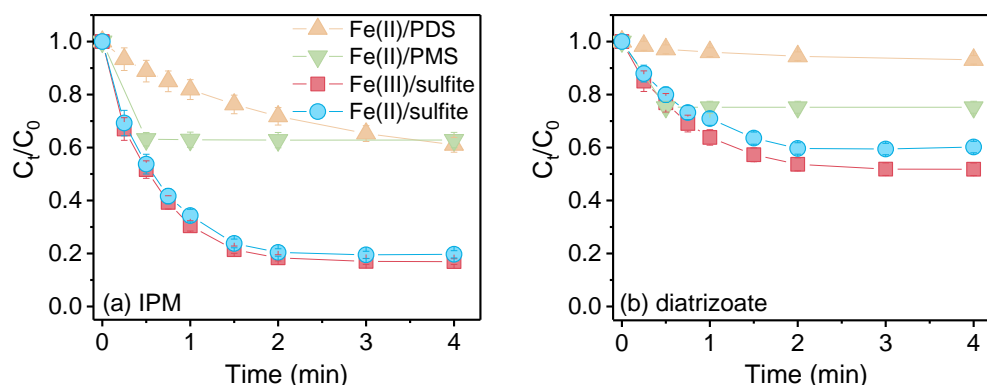 Fe(II)/PDS
Fe(II)/PMS
Fe(III)/sulfite
Fe(II)/sulfite
1.0
0.8
0.6
0.4
0.2
0.0
Ct/C0
(a) IPM
0 1 2 3 4
Time (min)
1.0
0.8
0.6
0.4
0.2
0.0
Ct/C0
(b) diatrizoate
0 1 2 3 4
Time (min)